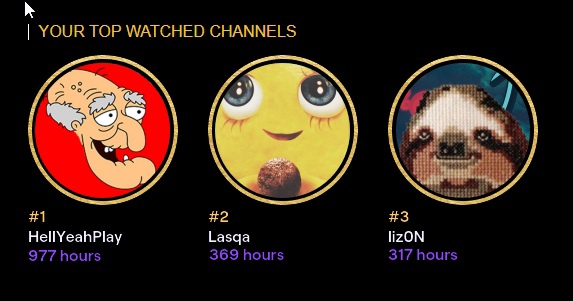 YOUR TOP WATCHED CHANNELS
#1
HellYeahPlay
977 hours
#2
Lasqa
369 hours
#3
liz0N
317 hours